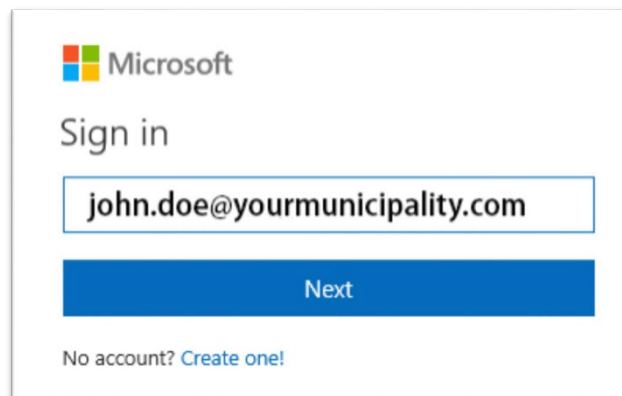 Microsoft
Sign in
john.doe@yourmunicipality.com
Next
No account? Create one!